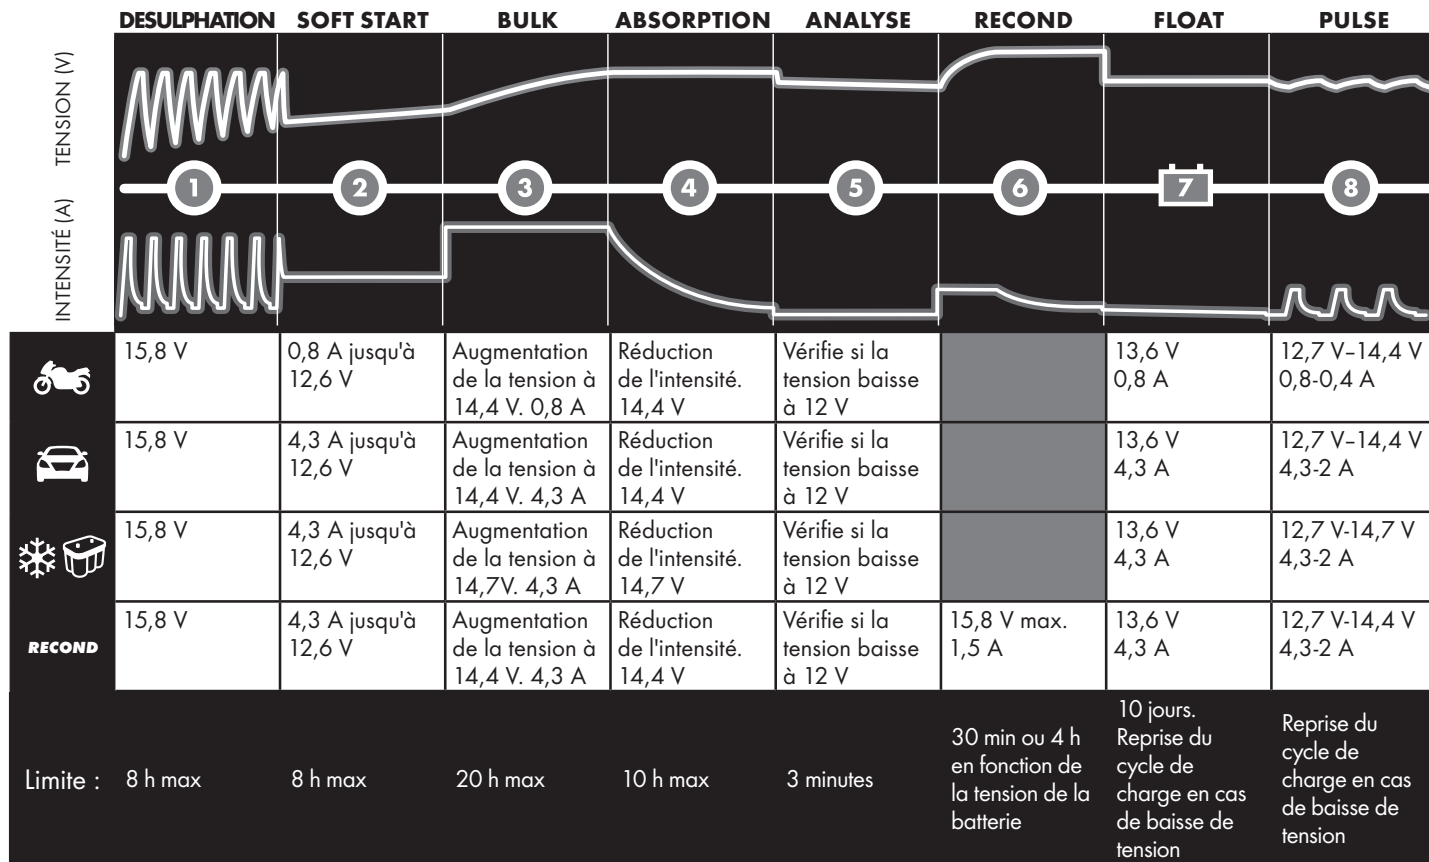 DESULPHATION SOFT START BULK ABSORPTION ANALYSE RECOND FLOAT PULSE
TENSION (V)
1 2 3 4 5 6 7 8
INTENSITÉ (A)
15,8 V
0,8 A jusqu'à
12,6 V
Augmentation
de la tension à
14,4 V. 0,8 A
Réduction
de l'intensité.
14,4 V
Vérifie si la
tension baisse
à 12 V
13,6 V
0,8 A
12,7 V–14,4 V
0,8-0,4 A
15,8 V
4,3 A jusqu'à
12,6 V
Augmentation
de la tension à
14,4 V. 4,3 A
Réduction
de l'intensité.
14,4 V
Vérifie si la
tension baisse
à 12 V
13,6 V
4,3 A
12,7 V–14,4 V
4,3-2 A
15,8 V
4,3 A jusqu'à
12,6 V
Augmentation
de la tension à
14,7V. 4,3 A
Réduction
de l'intensité.
14,7 V
Vérifie si la
tension baisse
à 12 V
13,6 V
4,3 A
12,7 V-14,7 V
4,3-2 A
RECOND
15,8 V
4,3 A jusqu'à
12,6 V
Augmentation
de la tension à
14,4 V. 4,3 A
Réduction
de l'intensité.
14,4 V
Vérifie si la
tension baisse
à 12 V
15,8 V max.
1,5 A
13,6 V
4,3 A
12,7 V-14,4 V
4,3-2 A
Limite :
8 h max
8 h max
20 h max
10 h max
3 minutes
30 min ou 4 h
en fonction de
la tension de la
batterie
10 jours.
Reprise du
cycle de
charge en cas
de baisse de
tension
Reprise du
cycle de
charge en cas
de baisse de
tension